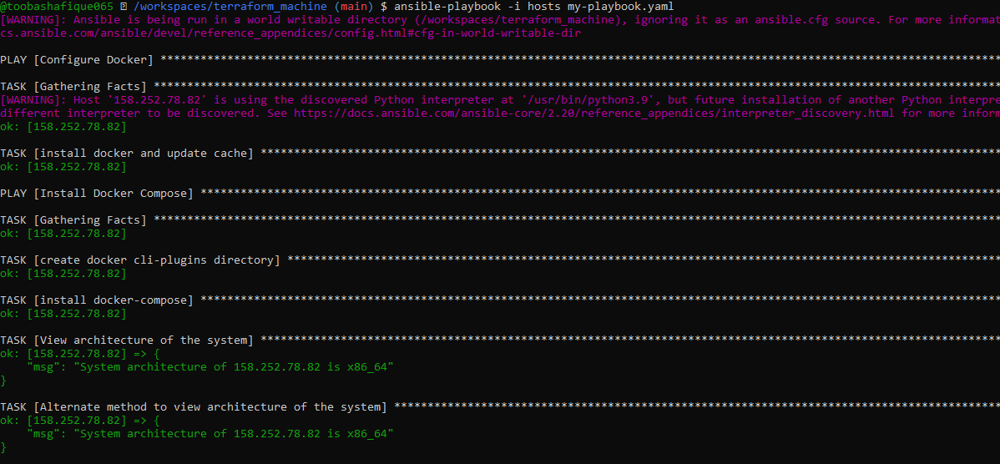 @toobashafique065 /workspaces/terraform_machine (main) $ ansible-playbook -i hosts my-playbook.yaml
[WARNING]: Ansible is being run in a world writable directory (/workspaces/terraform_machine), ignoring it as an ansible.cfg source. For more informat
cs.ansible.com/ansible/devel/reference_appendices/config.html#cfg-in-world-writable-dir
PLAY [Configure Docker] ******************************************************************************************************************************
TASK [Gathering Facts] *******************************************************************************************************************************
[WARNING]: Host '158.252.78.82' is using the discovered Python interpreter at '/usr/bin/python3.9', but future installation of another Python interpre
different interpreter to be discovered. See https://docs.ansible.com/ansible-core/2.20/reference_appendices/interpreter_discovery.html for more inform
ok: [158.252.78.82]
TASK [install docker and update cache] ***************************************************************************************************************
ok: [158.252.78.82]
PLAY [Install Docker Compose] ************************************************************************************************************************
TASK [Gathering Facts] *******************************************************************************************************************************
ok: [158.252.78.82]
TASK [create docker cli-plugins directory] ***********************************************************************************************************
ok: [158.252.78.82]
TASK [install docker-compose] ************************************************************************************************************************
ok: [158.252.78.82]
TASK [View architecture of the system] ***************************************************************************************************************
ok: [158.252.78.82] => {
    "msg": "System architecture of 158.252.78.82 is x86_64"
}
TASK [Alternate method to view architecture of the system] *******************************************************************************************
ok: [158.252.78.82] => {
    "msg": "System architecture of 158.252.78.82 is x86_64"
}